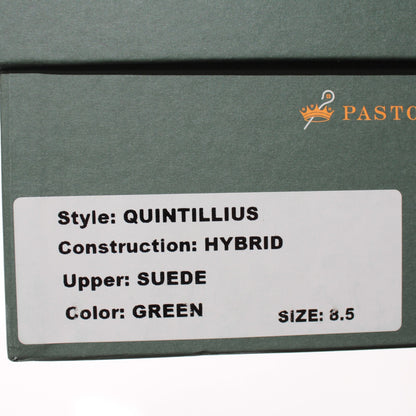 PASTO
Style: QUINTILLIUS
Construction: HYBRID
Upper: SUEDE
Color: GREEN SIZE: 8.5